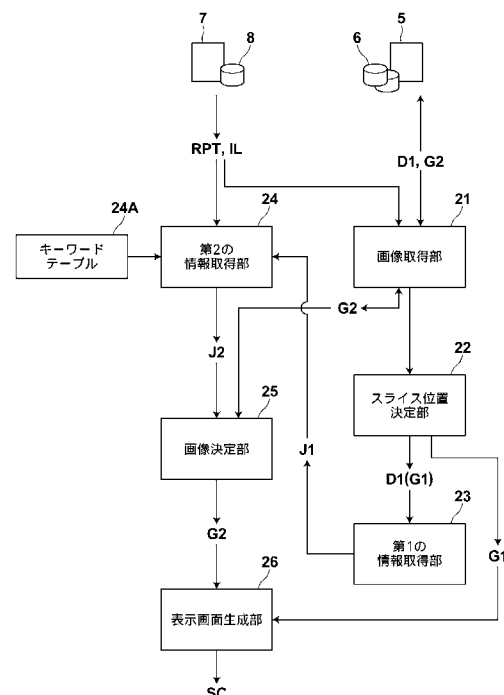 7
8
6
5
RPT, IL
D1, G2
24A
24
21
キーワード
テーブル
第2の
情報取得部
画像取得部
G2
J2
22
スライス位置
決定部
25
画像決定部
J1
D1(G1)
23
G2
第1の
情報取得部
G1
26
表示画面生成部
SC